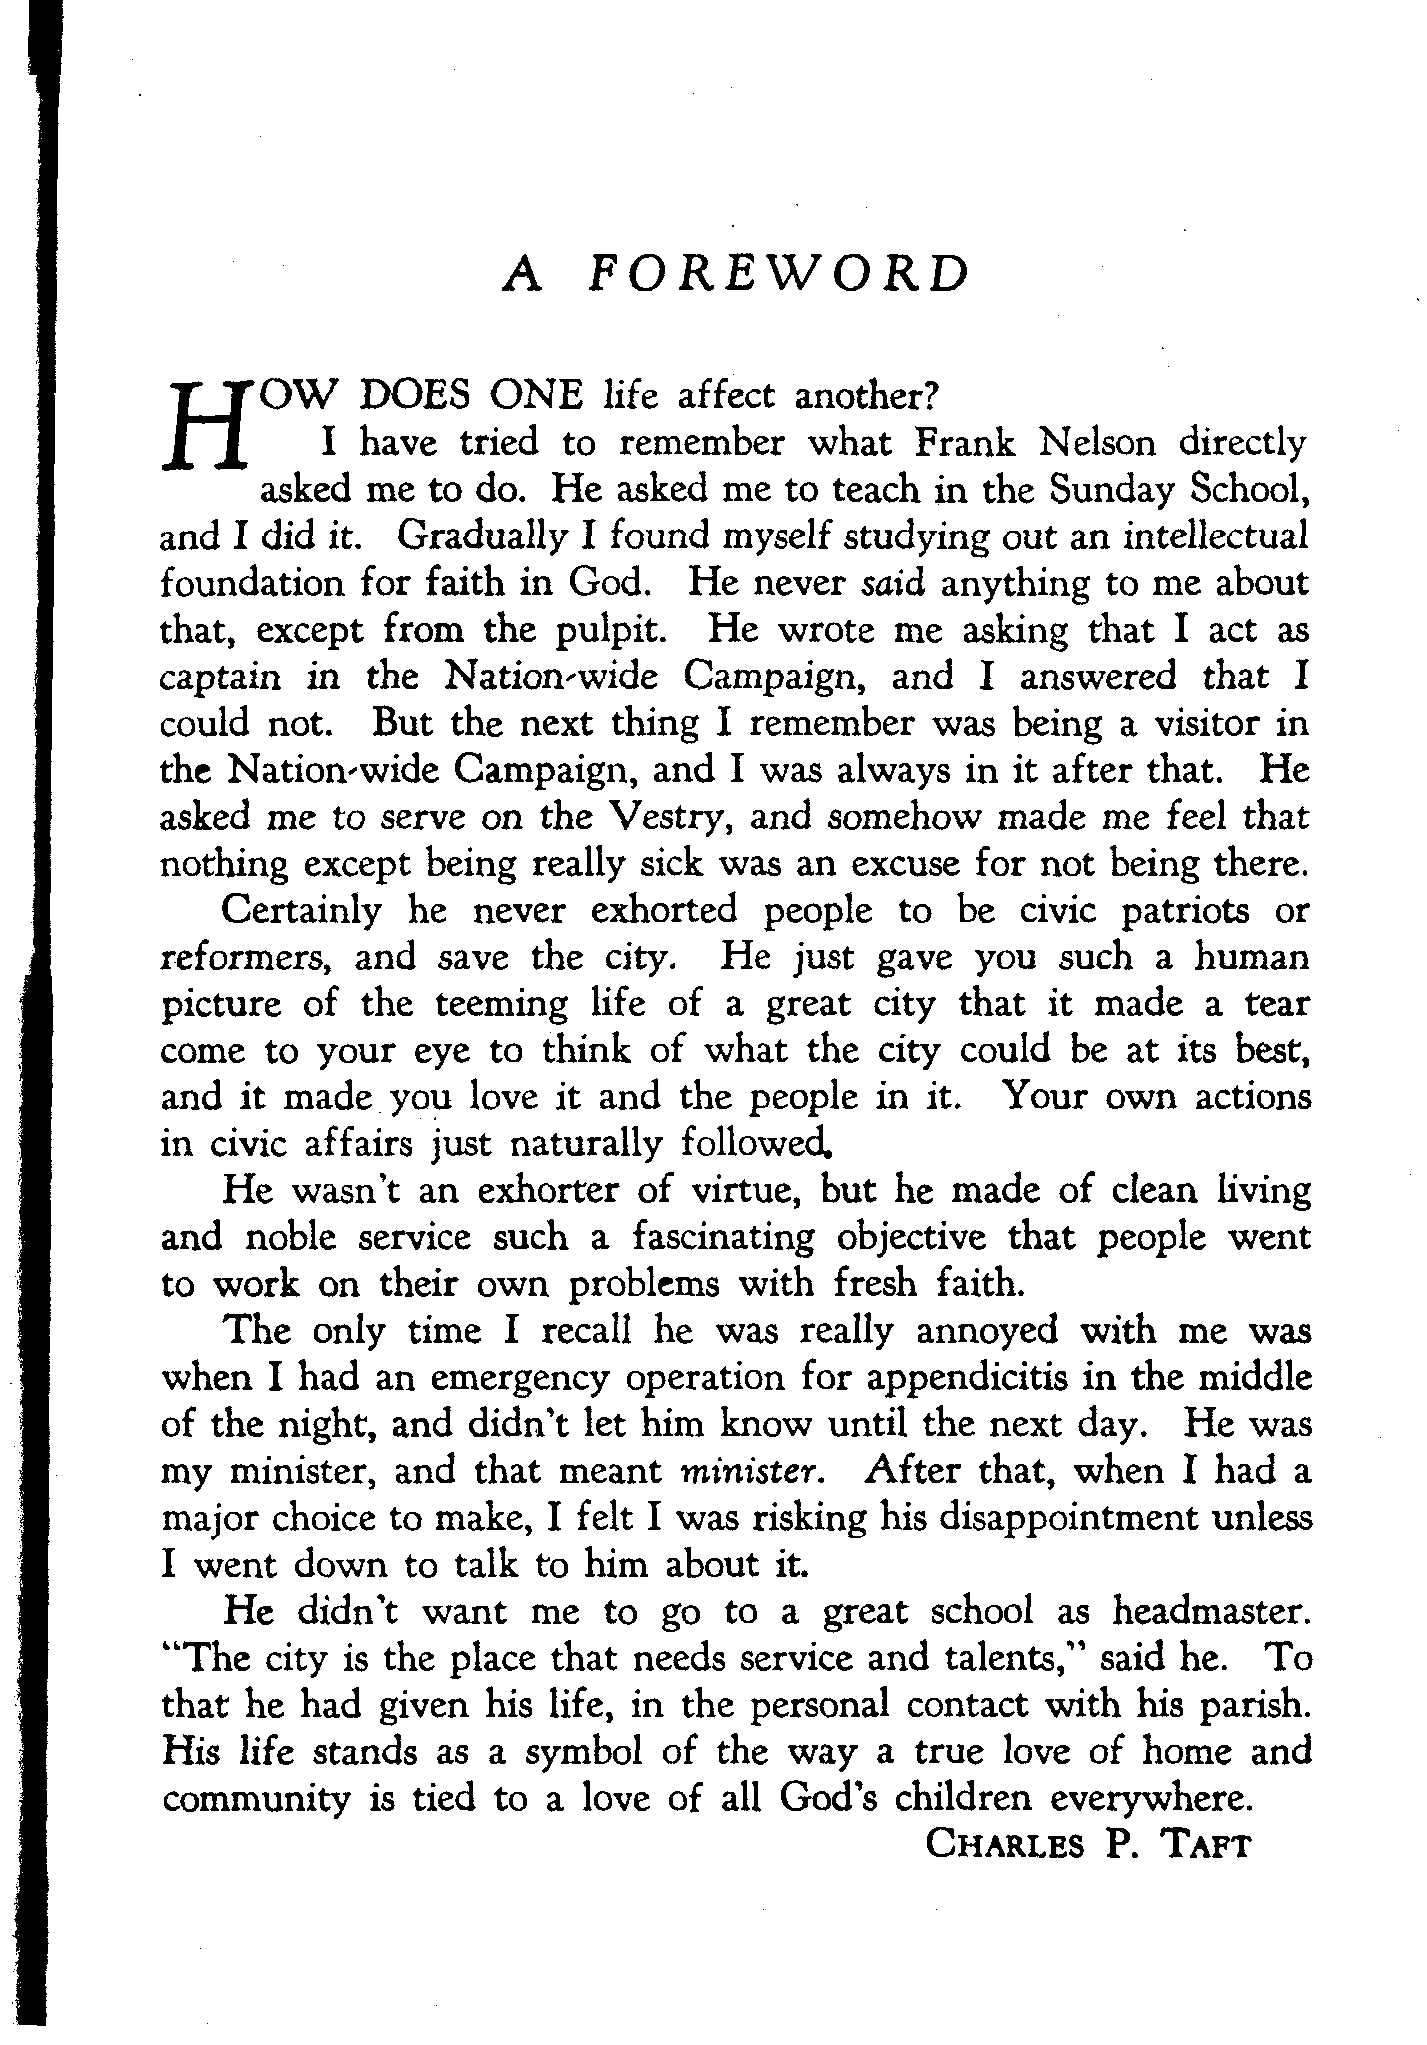 A FOREWORD
HOW DOES ONE life affect another?
I have tried to remember what Frank Nelson directly
asked me to do. He asked me to teach in the Sunday School,
and I did it. Gradually I found myself studying out an intellectual
foundation for faith in God. He never said anything to me about
that, except from the pulpit. He wrote me asking that I act as
captain in the Nation-wide Campaign, and I answered that I
could not. But the next thing I remember was being a visitor in
the Nation-wide Campaign, and I was always in it after that. He
asked me to serve on the Vestry, and somehow made me feel that
nothing except being really sick was an excuse for not being there.
Certainly he never exhorted people to be civic patriots or
reformers, and save the city. He just gave you such a human
picture of the teeming life of a great city that it made a tear
come to your eye to think of what the city could be at its best,
and it made you love it and the people in it. Your own actions
in civic affairs just naturally followed.
He wasn't an exhorter of virtue, but he made of clean living
and noble service such a fascinating objective that people went
to work on their own problems with fresh faith.
The only time I recall he was really annoyed with me was
when I had an emergency operation for appendicitis in the middle
of the night, and didn't let him know until the next day. He was
my minister, and that meant minister. After that, when I had a
major choice to make, I felt I was risking his disappointment unless
I went down to talk to him about it.
He didn't want me to go to a great school as headmaster.
"The city is the place that needs service and talents," said he. To
that he had given his life, in the personal contact with his parish.
His life stands as a symbol of the way a true love of home and
community is tied to a love of all God's children everywhere.
CHARLES P. TAFT